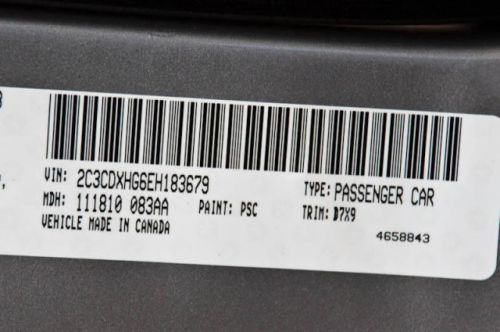 VIN: 2C3CDXHG6EH183679 TYPE: PASSENGER CAR
MDH: 111810 083AA PAINT: PSC TRIM: D7X9
VEHICLE MADE IN CANADA 4658843